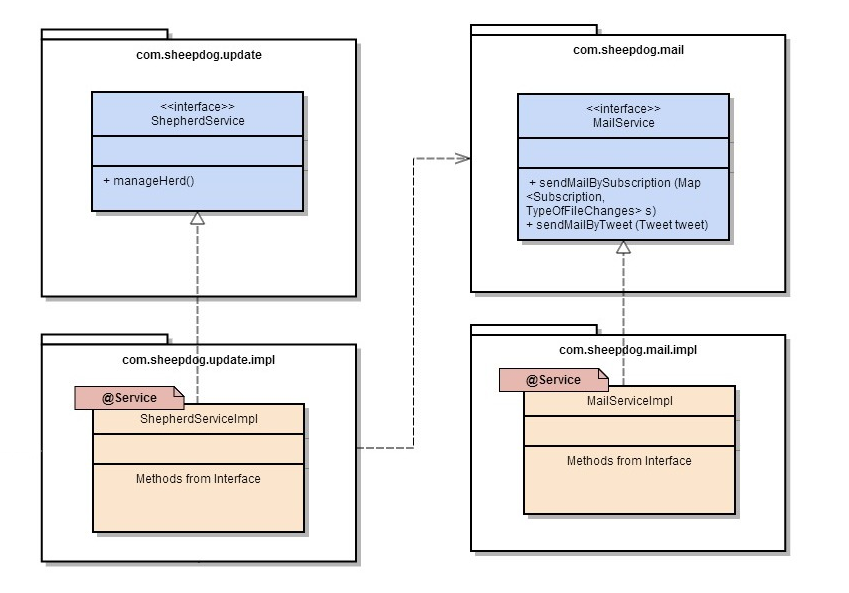 com.sheepdog.update
<<interface>>
ShepherdService
+ manageHerd()
com.sheepdog.mail
<<interface>>
MailService
+ sendMailBySubscription (Map
<Subscription,
TypeOfFileChanges> s)
+ sendMailByTweet (Tweet tweet)
com.sheepdog.update.impl
@Service
ShepherdServiceImpl
Methods from Interface
com.sheepdog.mail.impl
@Service
MailServiceImpl
Methods from Interface